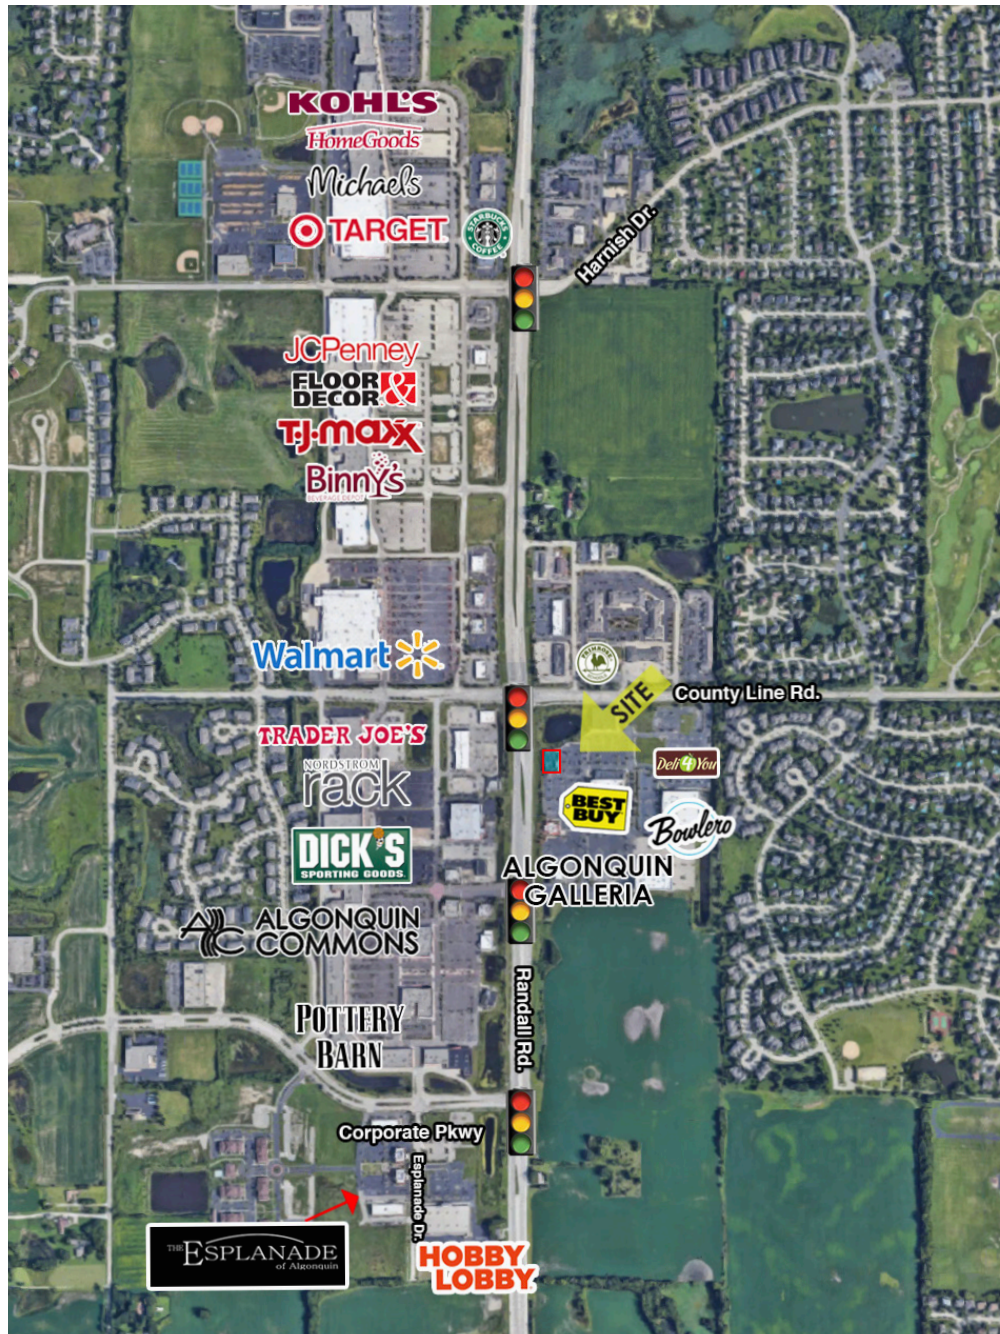 KOHL'S
HomeGoods
Michaels
TARGET
STARBUCKS
COFFEE
Harnish Dr.
JCPenney
FLOOR &
DECOR
T.J.maxx
Binny's
BEVERAGE DEPOT
Walmart
PRIMROSE
SITE
County Line Rd.
TRADER JOE'S
NORDSTROM
rack
Deli 4 You
BEST
BUY
Bowlero
DICK'S
SPORTING GOODS
ALGONQUIN
GALLERIA
ALGONQUIN
COMMONS
Randall Rd.
POTTERY
BARN
Corporate Pkwy
Esplanade Dr.
THE ESPLANADE
of Algonquin
HOBBY
LOBBY